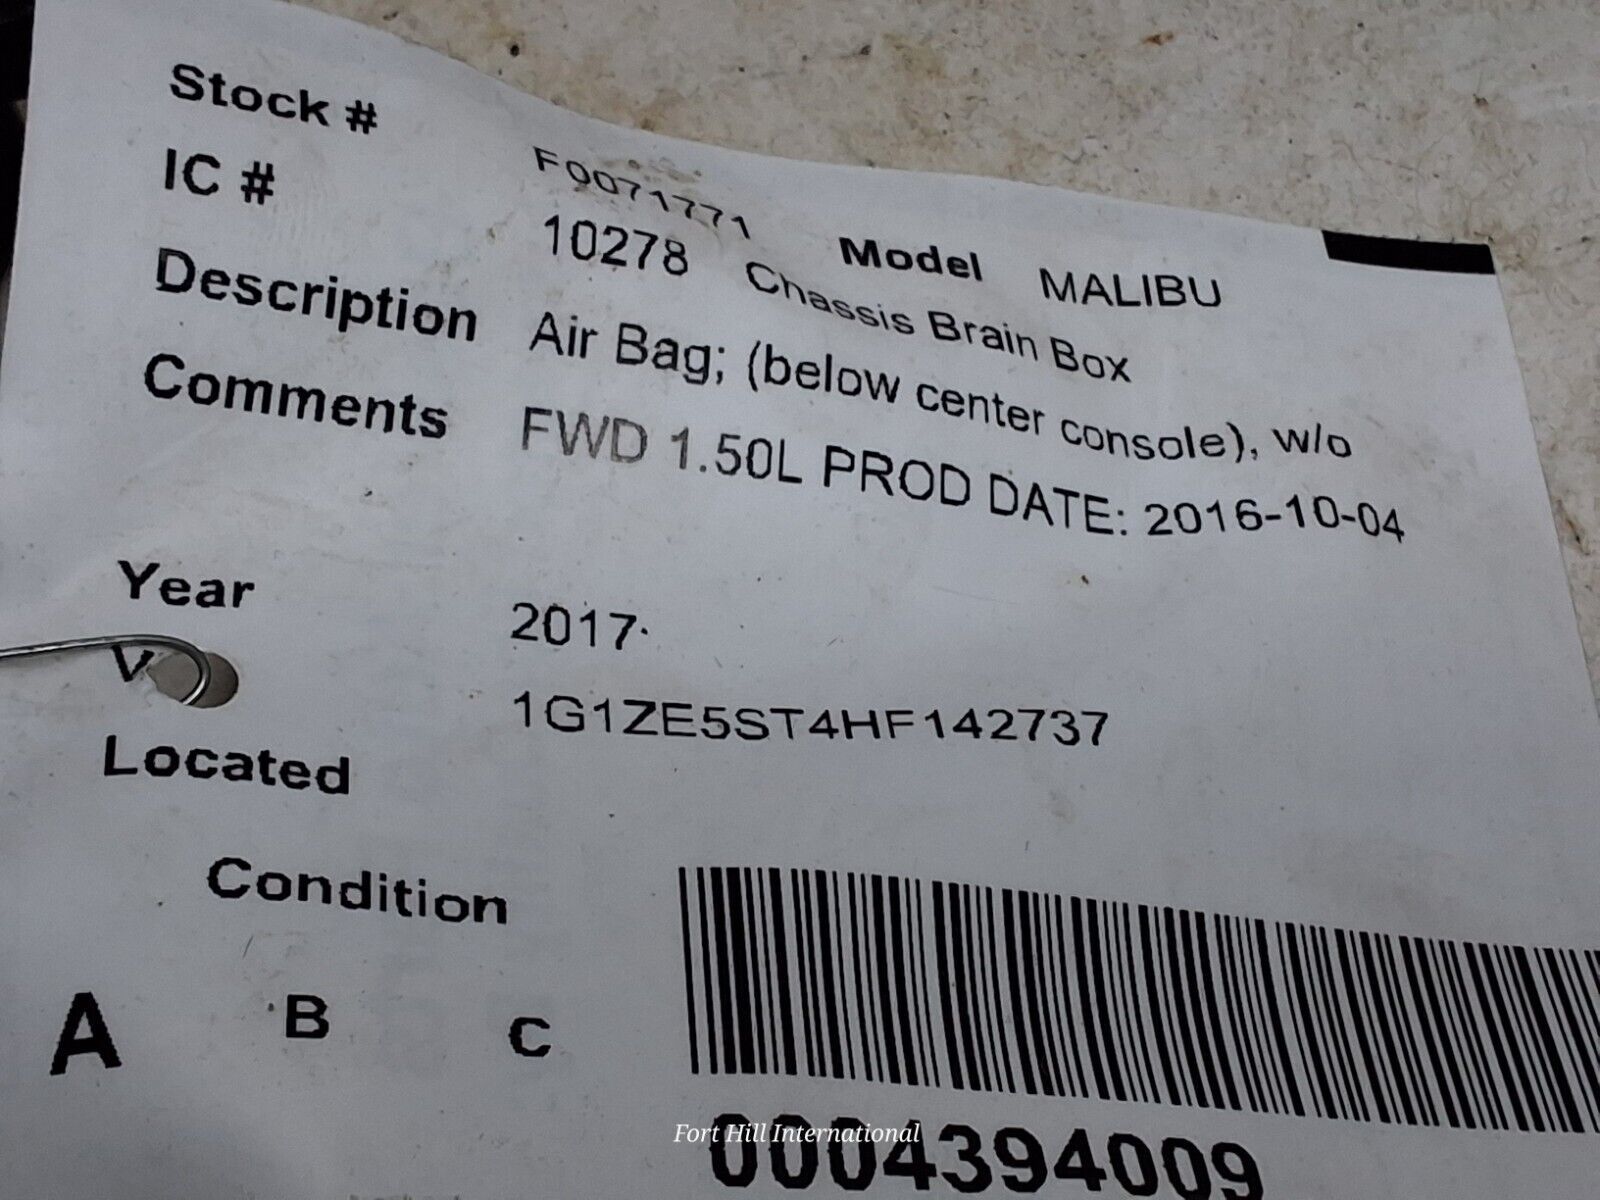 Stock # F0071771 Model MALIBU
IC # 10278 Chassis Brain Box
Description Air Bag; (below center console), w/o
Comments FWD 1.50L PROD DATE: 2016-10-04
Year 2017
V 1G1ZE5ST4HF142737
Located
Condition
A B C
0004394009
Fort Hill International